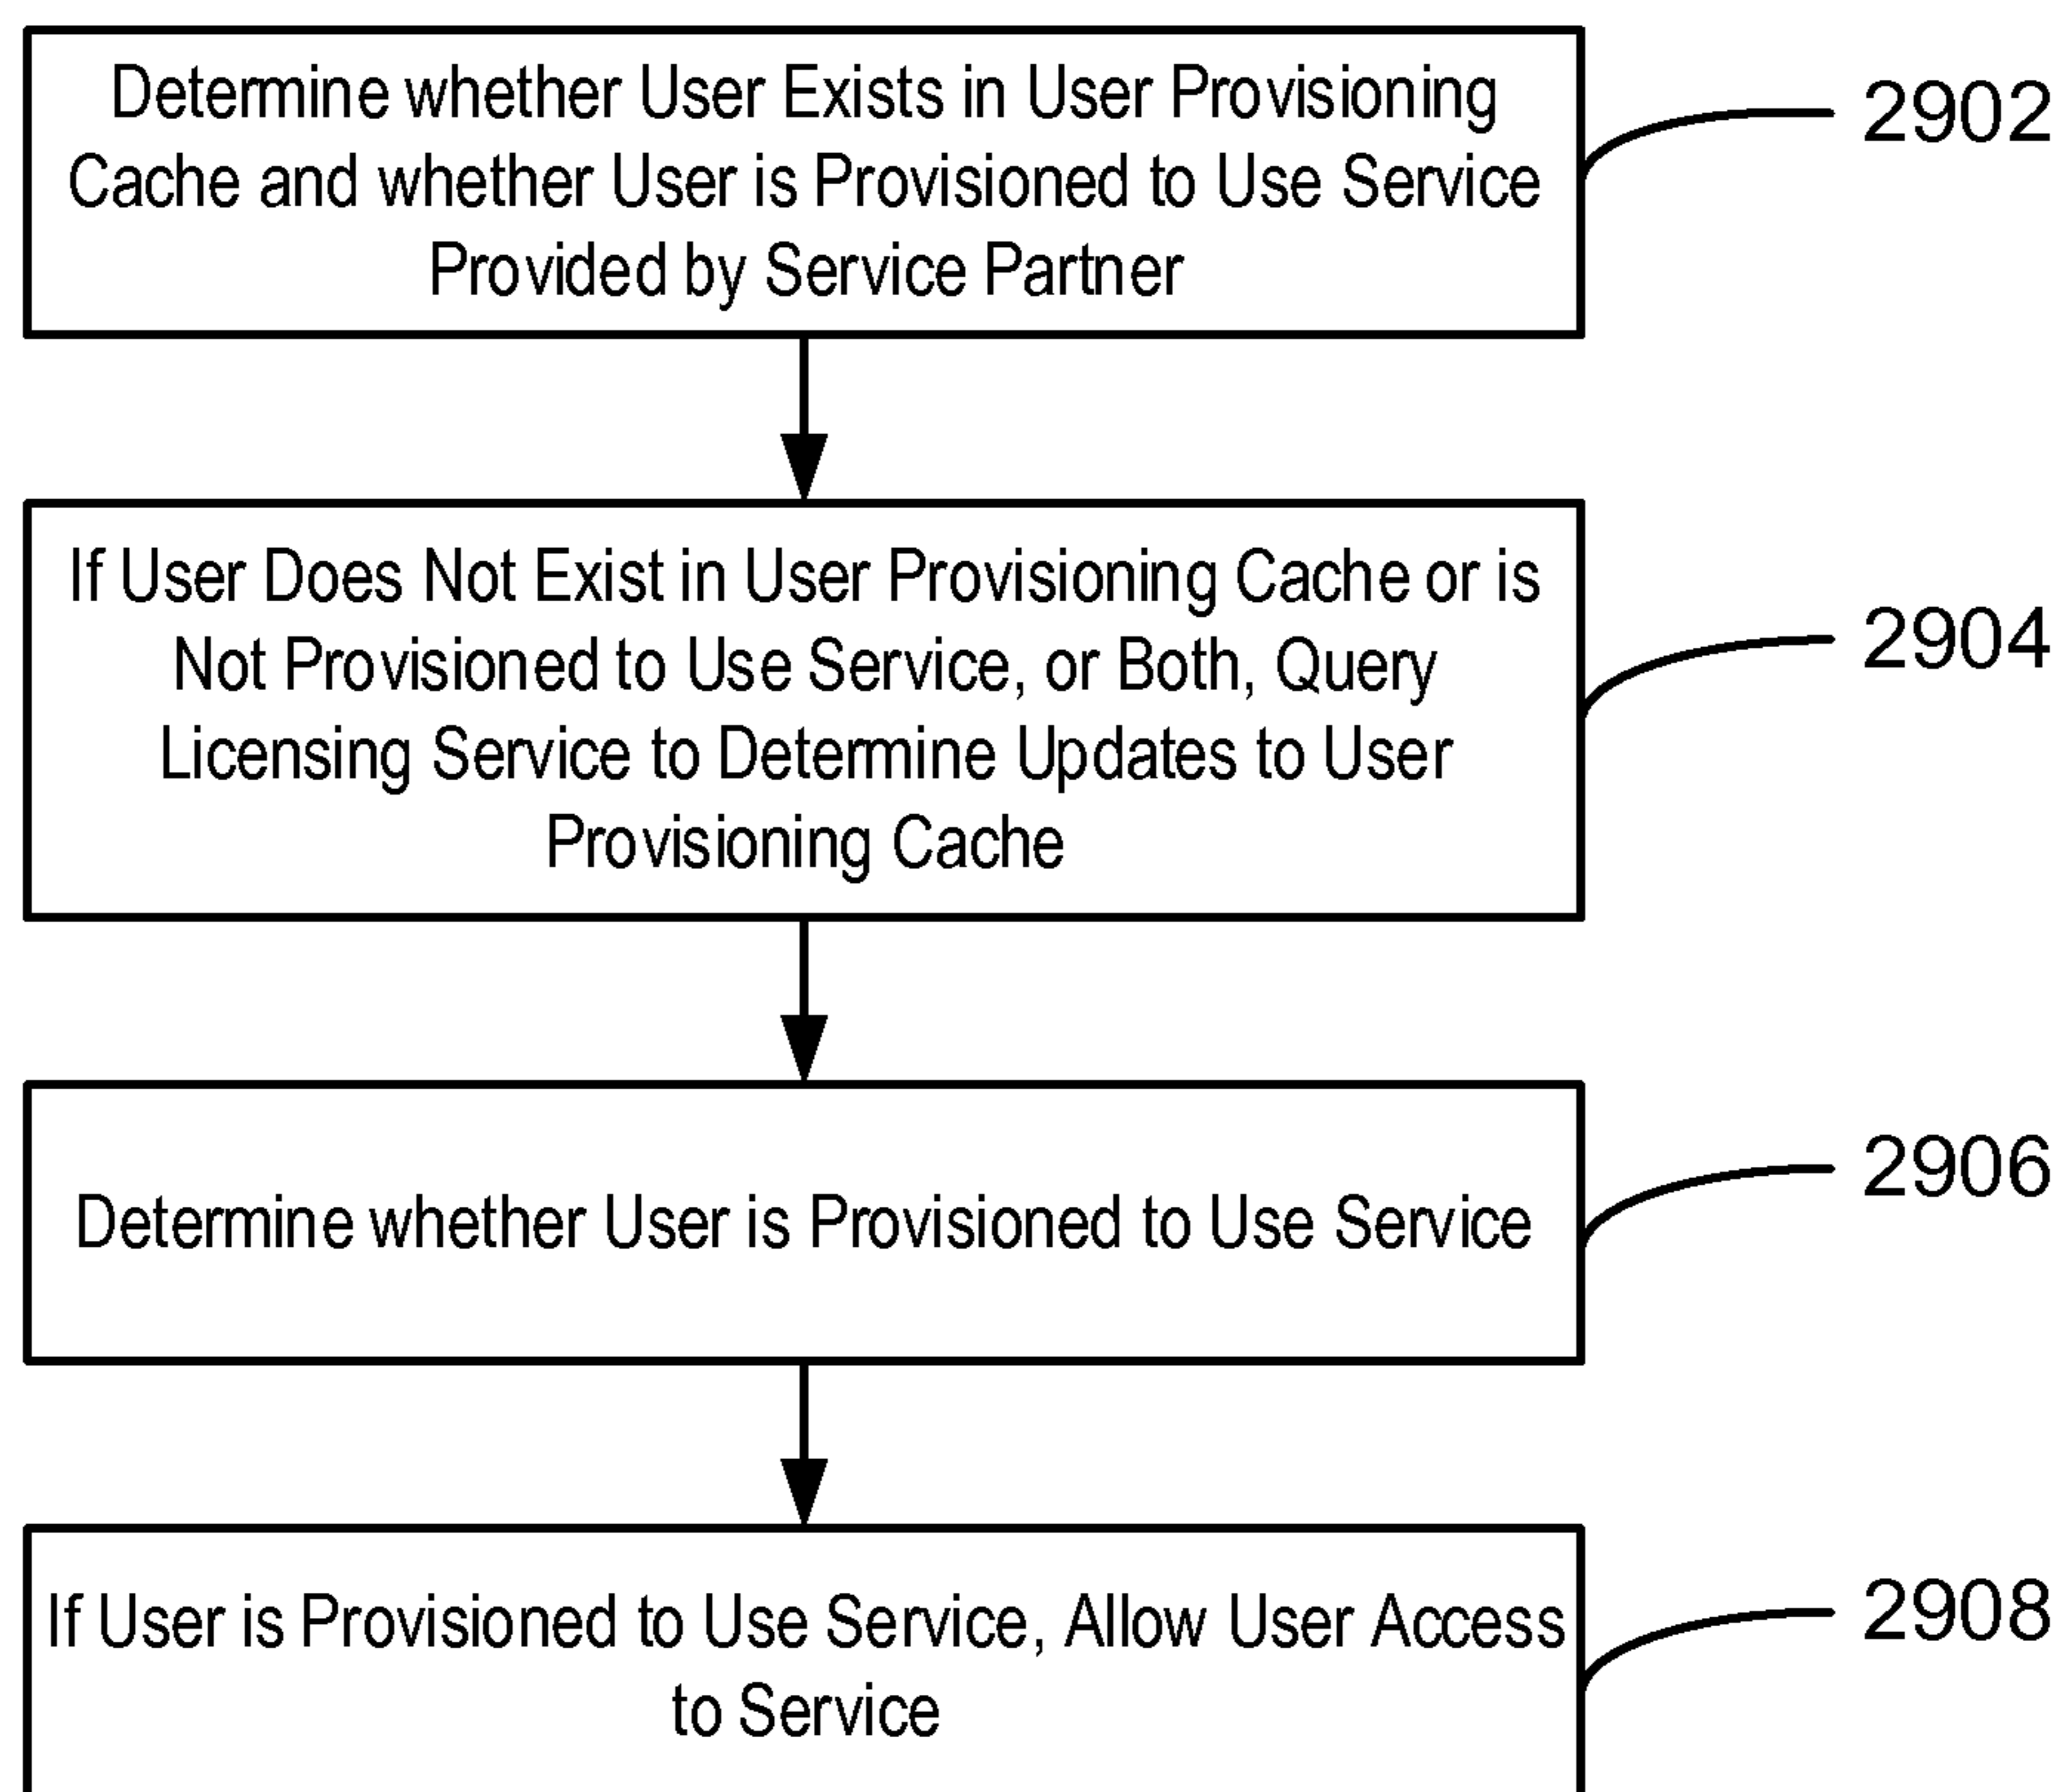 Determine whether User Exists in User Provisioning
Cache and whether User is Provisioned to Use Service
Provided by Service Partner
2902
If User Does Not Exist in User Provisioning Cache or is
Not Provisioned to Use Service, or Both, Query
Licensing Service to Determine Updates to User
Provisioning Cache
2904
Determine whether User is Provisioned to Use Service
2906
If User is Provisioned to Use Service, Allow User Access
to Service
2908